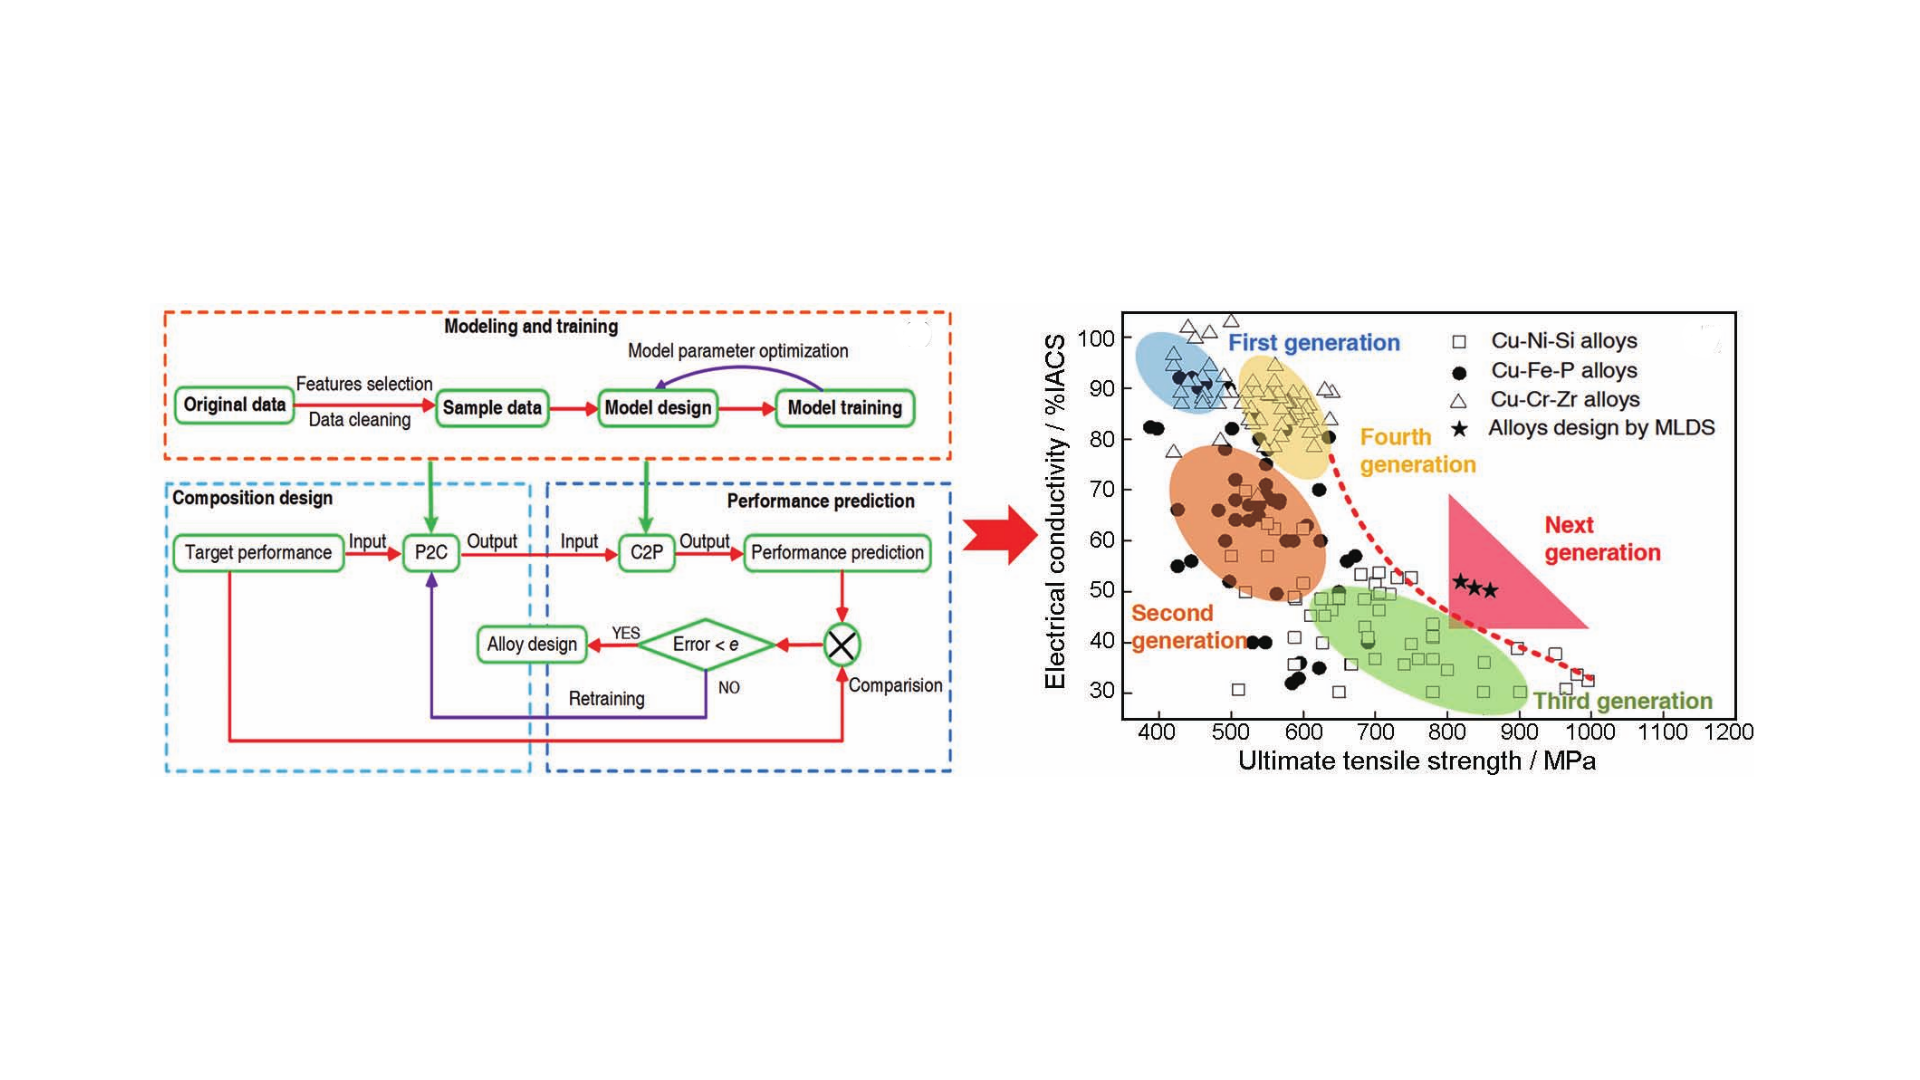 Modeling and training
Model parameter optimization
Original data
Features selection
Data cleaning
Sample data
Model design
Model training
Composition design
Performance prediction
Target performance
Input
P2C
Output
Input
C2P
Output
Performance prediction
Alloy design
YES
Error < e
NO
Retraining
Comparision
Electrical conductivity / %IACS
100
90
80
70
60
50
40
30
400
500
600
700
800
900
1000
1100
1200
Ultimate tensile strength / MPa
First generation
Cu-Ni-Si alloys
Cu-Fe-P alloys
Cu-Cr-Zr alloys
Alloys design by MLDS
Fourth
generation
Next
generation
Second
generation
Third generation